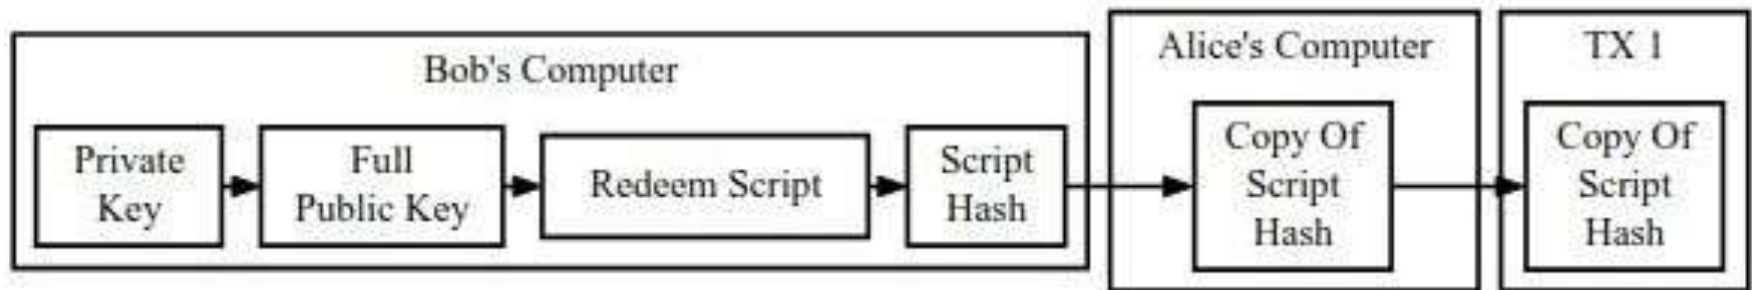 Bob's Computer
Private
Key
Full
Public Key
Redeem Script
Script
Hash
Alice's Computer
Copy Of
Script
Hash
TX 1
Copy Of
Script
Hash